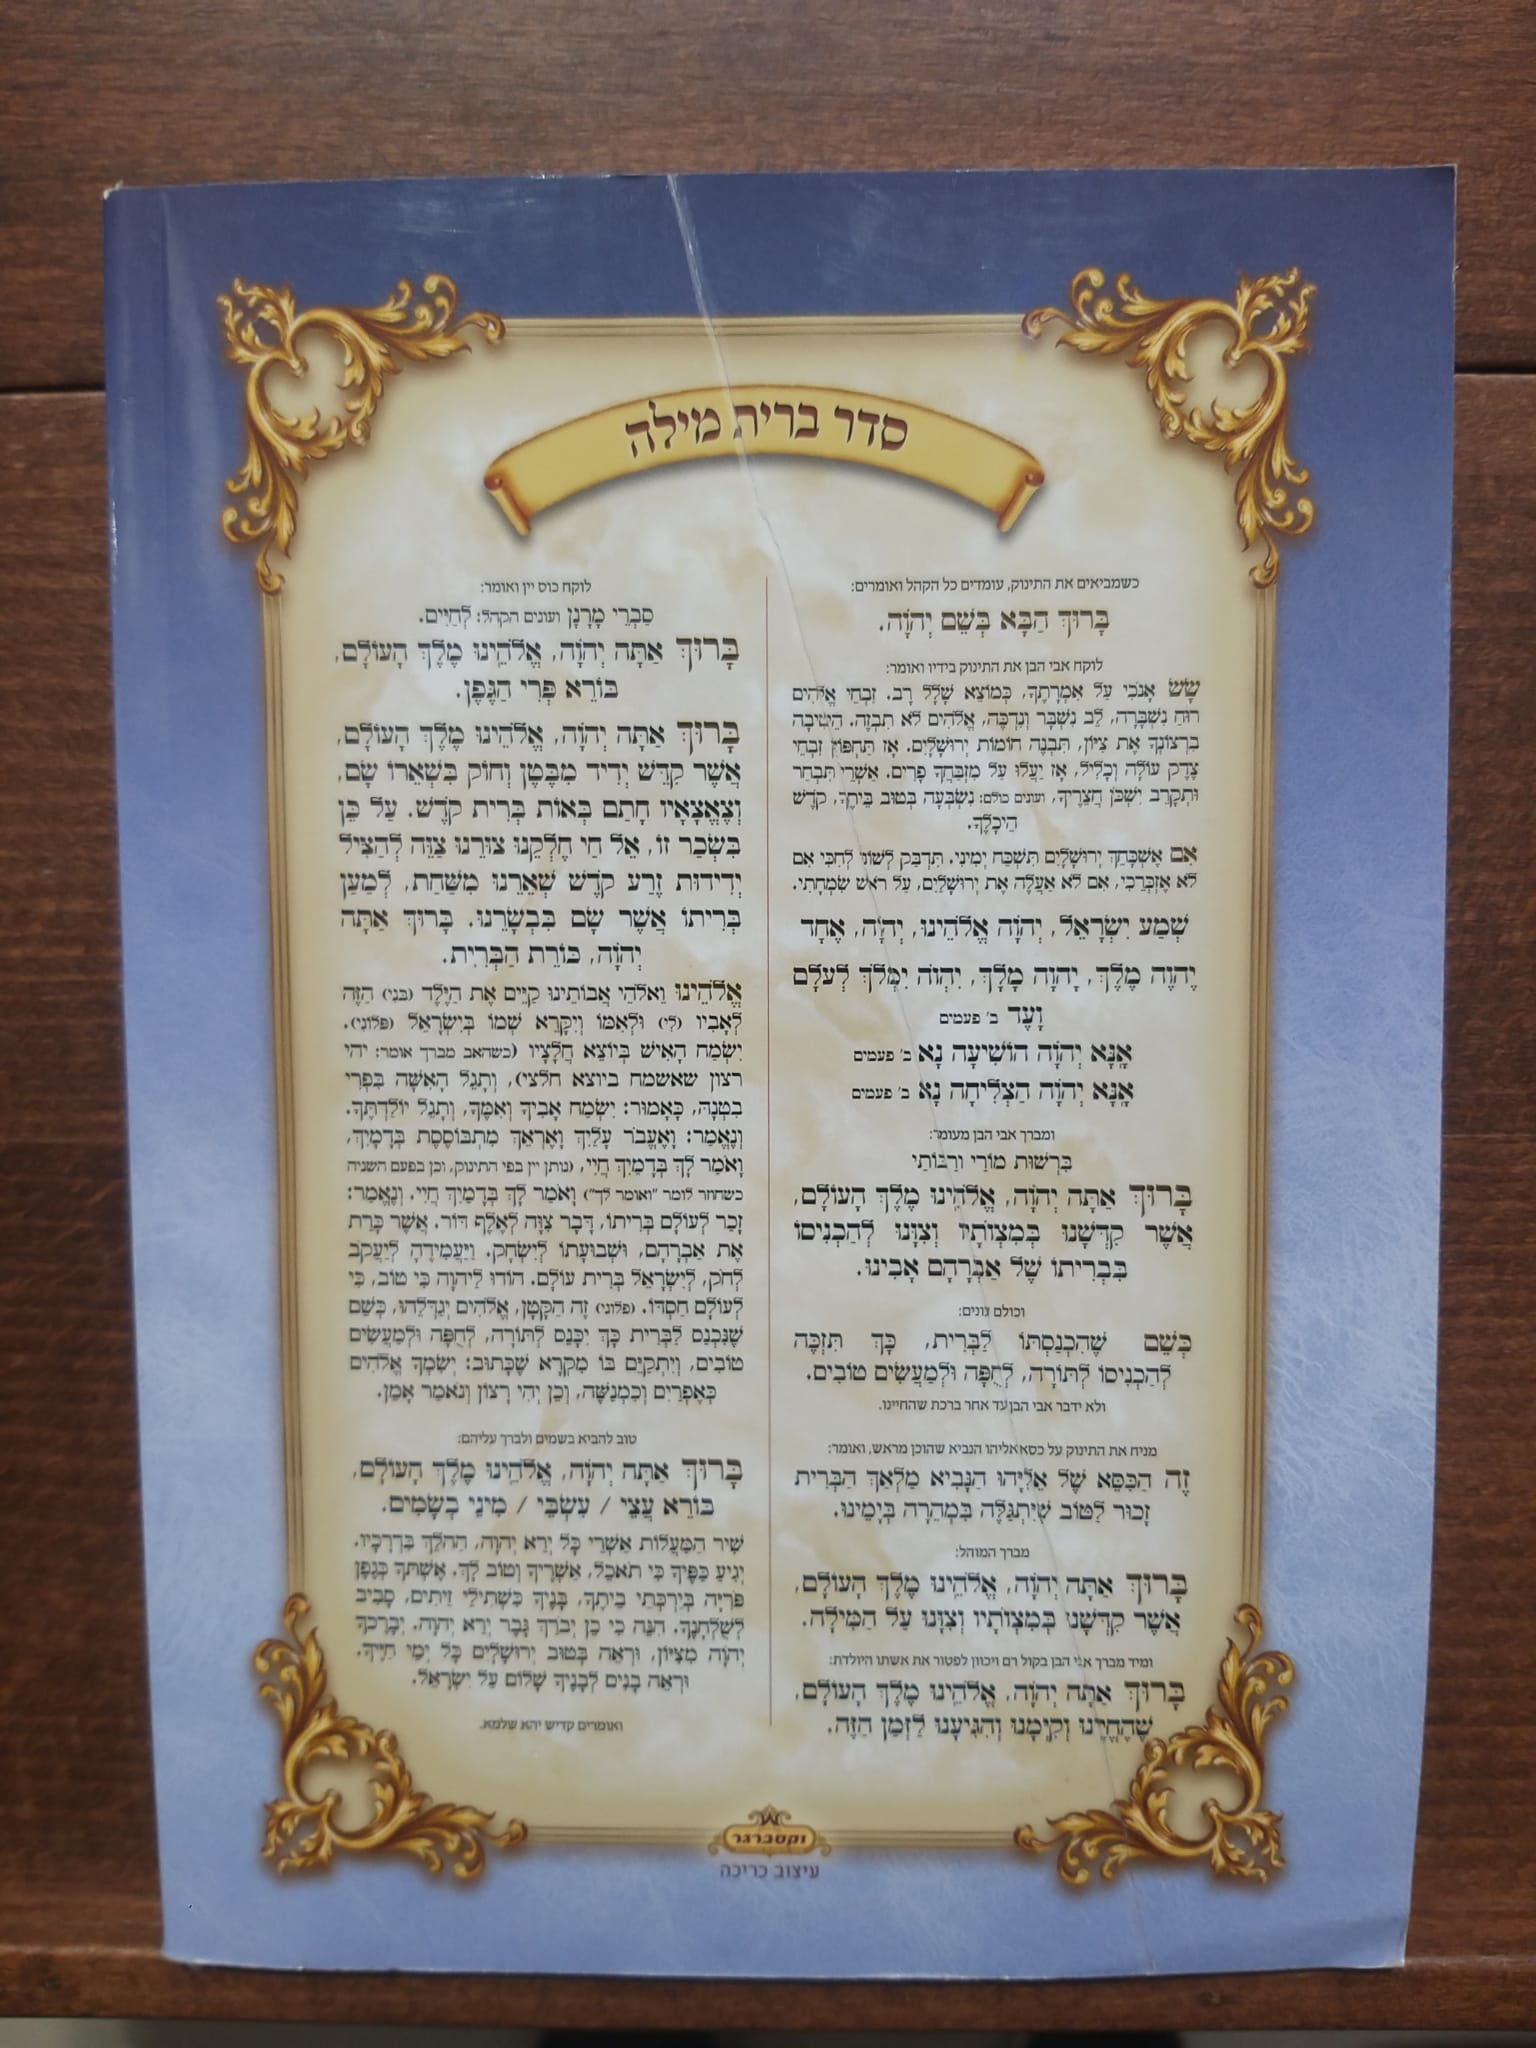 סדר ברית מילה
כשמביאים את התינוק, עומדים כל הקהל ואומרים:
בָּרוּךְ הַבָּא בְּשֵׁם יְהֹוָה.
לוקח אבי הבן את התינוק בידיו ואומר:
שָׂשׂ אָנֹכִי עַל אִמְרָתֶךָ, כְּמוֹצֵא שָׁלָל רָב. זִבְחֵי אֱלֹהִים
רוּחַ נִשְׁבָּרָה, לֵב נִשְׁבָּר וְנִדְכֶּה, אֱלֹהִים לֹא תִבְזֶה. הֵטִיבָה
בִרְצוֹנְךָ אֶת צִיּוֹן, תִּבְנֶה חוֹמוֹת יְרוּשָׁלָיִם. אָז תַּחְפּוֹץ זִבְחֵי
צֶדֶק עוֹלָה וְכָלִיל, אָז יַעֲלוּ עַל מִזְבַּחֲךָ פָרִים. אַשְׁרֵי תִּבְחַר
וּתְקָרֵב יִשְׁכֹּן חֲצֵרֶיךָ, ועונים כולם: נִשְׂבְּעָה בְּטוּב בֵּיתֶךָ, קְדֹשׁ
הֵיכָלֶךָ.
אִם אֶשְׁכָּחֵךְ יְרוּשָׁלָיִם תִּשְׁכַּח יְמִינִי. תִּדְבַּק לְשׁוֹנִי לְחִכִּי אִם
לֹא אֶזְכְּרֵכִי, אִם לֹא אַעֲלֶה אֶת יְרוּשָׁלַיִם, עַל רֹאשׁ שִׂמְחָתִי.
שְׁמַע יִשְׂרָאֵל, יְהֹוָה אֱלֹהֵינוּ, יְהֹוָה, אֶחָד
יְהֹוָה מֶלֶךְ, יְהֹוָה מָלָךְ, יְהֹוָה יִמְלֹךְ לְעֹלָם
וָעֶד ב' פעמים
אָנָּא יְהֹוָה הוֹשִׁיעָה נָּא ב' פעמים
אָנָּא יְהֹוָה הַצְלִיחָה נָא ב' פעמים
ומברך אבי הבן מעומד:
בִּרְשׁוּת מוֹרַי וְרַבּוֹתַי
בָּרוּךְ אַתָּה יְהֹוָה, אֱלֹהֵינוּ מֶלֶךְ הָעוֹלָם,
אֲשֶׁר קִדְּשָׁנוּ בְּמִצְוֹתָיו וְצִוָּנוּ לְהַכְנִיסוֹ
בִּבְרִיתוֹ שֶׁל אַבְרָהָם אָבִינוּ.
וכולם עונים:
כְּשֵׁם שֶׁהִכְנַסְתּוֹ לַבְּרִית, כָּךְ תִּזְכֶּה
לְהַכְנִיסוֹ לְתּוֹרָה, לְחֻפָּה וּלְמַעֲשִׂים טוֹבִים.
ולא ידבר אבי הבן עד אחר ברכת שהחיינו.
מניח את התינוק על כסא אליהו הנביא שהוכן מראש, ואומר:
זֶה הַכִּסֵּא שֶׁל אֵלִיָּהוּ הַנָּבִיא מַלְאַךְ הַבְּרִית
זָכוּר לַטּוֹב שֶׁיִּתְגַּלֶּה בִּמְהֵרָה בְּיָמֵינוּ.
מברך המוהל:
בָּרוּךְ אַתָּה יְהֹוָה, אֱלֹהֵינוּ מֶלֶךְ הָעוֹלָם,
אֲשֶׁר קִדְּשָׁנוּ בְּמִצְוֹתָיו וְצִוָּנוּ עַל הַמִּילָה.
ומיד מברך אבי הבן בקול רם ויכוון לפטור את אשתו היולדת:
בָּרוּךְ אַתָּה יְהֹוָה, אֱלֹהֵינוּ מֶלֶךְ הָעוֹלָם,
שֶׁהֶחֱיָנוּ וְקִיְּמָנוּ וְהִגִּיעָנוּ לַזְּמַן הַזֶּה.
לוקח כוס יין ואומר:
סַבְרִי מָרָנָן ועונים הקהל: לְחַיִּים.
בָּרוּךְ אַתָּה יְהֹוָה, אֱלֹהֵינוּ מֶלֶךְ הָעוֹלָם,
בּוֹרֵא פְּרִי הַגֶּפֶן.
בָּרוּךְ אַתָּה יְהֹוָה, אֱלֹהֵינוּ מֶלֶךְ הָעוֹלָם,
אֲשֶׁר קִדֵּשׁ יְדִיד מִבֶּטֶן וְחוֹק בִּשְׁאֵרוֹ שָׂם,
וְצֶאֱצָאָיו חָתַם בְּאוֹת בְּרִית קֹדֶשׁ. עַל כֵּן
בִּשְׂכַר זוֹ, אֵל חַי חֶלְקֵנוּ צוּרֵנוּ צַוֵּה לְהַצִּיל
יְדִידוּת זֶרַע קֹדֶשׁ שְׁאֵרֵנוּ מִשַּׁחַת, לְמַעַן
בְּרִיתוֹ אֲשֶׁר שָׂם בִּבְשָׂרֵנוּ. בָּרוּךְ אַתָּה
יְהֹוָה, כּוֹרֵת הַבְּרִית.
אֱלֹהֵינוּ וֵאלֹהֵי אֲבוֹתֵינוּ קַיֵּים אֶת הַיֶּלֶד (בני) הַזֶּה
לְאָבִיו (לִי) וּלְאִמּוֹ וְיִקָּרֵא שְׁמוֹ בְּיִשְׂרָאֵל (פלוני).
יִשְׂמַח הָאִישׁ בְּיוֹצֵא חֲלָצָיו (כשהאב מברך אומר: יהי
רצון שאשמח ביוצא חלצי), וְתָגֵל הָאִשָּׁה בִּפְרִי
בִטְנָהּ, כָּאָמוּר: יִשְׂמַח אָבִיךָ וְאִמֶּךָ, וְתָגֵל יוֹלַדְתֶּךָ.
וְנֶאֱמַר: וָאֶעֱבֹר עָלַיִךְ וָאֶרְאֵךְ מִתְבּוֹסֶסֶת בְּדָמָיִךְ,
וָאֹמַר לָךְ בְּדָמַיִךְ חֲיִי, (נותן יין בפי התינוק, וכן בפעם השניה
כשחוזר לומר "ואומר לך") וָאֹמַר לָךְ בְּדָמַיִךְ חֲיִי. וְנֶאֱמַר:
זָכַר לְעוֹלָם בְּרִיתוֹ, דָּבָר צִוָּה לְאֶלֶף דּוֹר. אֲשֶׁר כָּרַת
אֶת אַבְרָהָם, וּשְׁבוּעָתוֹ לְיִשְׂחָק. וַיַּעֲמִידֶהָ לְיַעֲקֹב
לְחֹק, לְיִשְׂרָאֵל בְּרִית עוֹלָם. הוֹדוּ לַיהֹוָה כִּי טוֹב, כִּי
לְעוֹלָם חַסְדּוֹ. (פלוני) זֶה הַקָּטָן, אֱלֹהִים יְגַדְּלֵהוּ, כְּשֵׁם
שֶׁנִּכְנַס לַבְּרִית כָּךְ יִכָּנֵס לְתּוֹרָה, לְחֻפָּה וּלְמַעֲשִׂים
טוֹבִים, וְיִתְקַיֵּם בּוֹ מִקְרָא שֶׁכָּתוּב: יְשִׂמְךָ אֱלֹהִים
כְּאֶפְרַיִם וְכִמְנַשֶּׁה, וְכֵן יְהִי רָצוֹן וְנֹאמַר אָמֵן.
טוב להביא בשמים ולברך עליהם:
בָּרוּךְ אַתָּה יְהֹוָה, אֱלֹהֵינוּ מֶלֶךְ הָעוֹלָם,
בּוֹרֵא עֲצֵי / עִשְׂבֵּי / מִינֵי בְשָׂמִים.
שִׁיר הַמַּעֲלוֹת אַשְׁרֵי כָּל יְרֵא יְהֹוָה, הַהֹלֵךְ בִּדְרָכָיו.
יְגִיעַ כַּפֶּיךָ כִּי תֹאכֵל, אַשְׁרֶיךָ וְטוֹב לָךְ. אֶשְׁתְּךָ כְּגֶפֶן
פֹּרִיָּה בְּיַרְכְּתֵי בֵיתֶךָ, בָּנֶיךָ כִּשְׁתִילֵי זֵיתִים, סָבִיב
לְשֻׁלְחָנֶךָ. הִנֵּה כִי כֵן יְבֹרַךְ גָּבֶר יְרֵא יְהֹוָה. יְבָרֶכְךָ
יְהֹוָה מִצִּיּוֹן, וּרְאֵה בְּטוּב יְרוּשָׁלָיִם כָּל יְמֵי חַיֶּיךָ.
וּרְאֵה בָנִים לְבָנֶיךָ שָׁלוֹם עַל יִשְׂרָאֵל.
ואומרים קדיש יהא שלמא.
וקסברגר
עיצוב כריכה